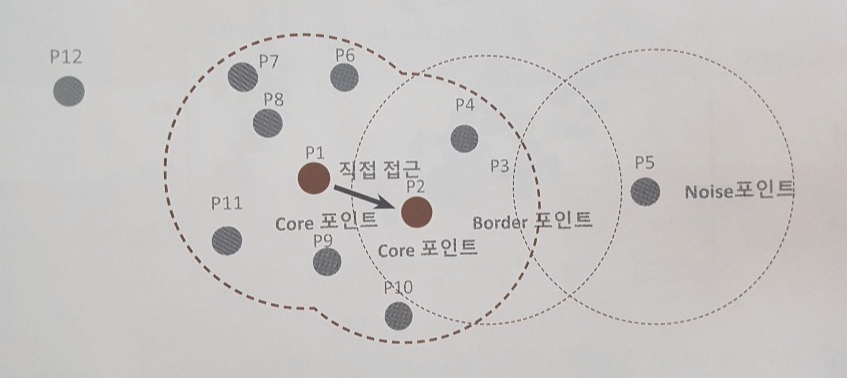 P12
P7
P6
P8
P4
P1
직접 접근
P3
P5
P2
Noise포인트
P11
Core 포인트
Border 포인트
P9
Core 포인트
P10